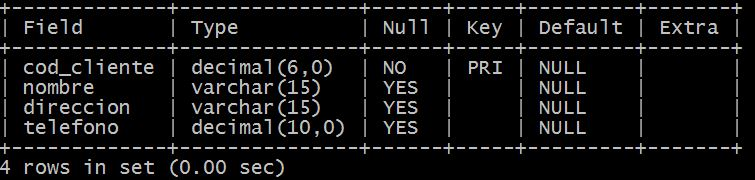 +-------------+---------------+------+-----+---------+-------+
| Field       | Type          | Null | Key | Default | Extra |
+-------------+---------------+------+-----+---------+-------+
| cod_cliente | decimal(6,0)  | NO   | PRI | NULL    |       |
| nombre      | varchar(15)   | YES  |     | NULL    |       |
| direccion   | varchar(15)   | YES  |     | NULL    |       |
| telefono    | decimal(10,0) | YES  |     | NULL    |       |
+-------------+---------------+------+-----+---------+-------+
4 rows in set (0.00 sec)